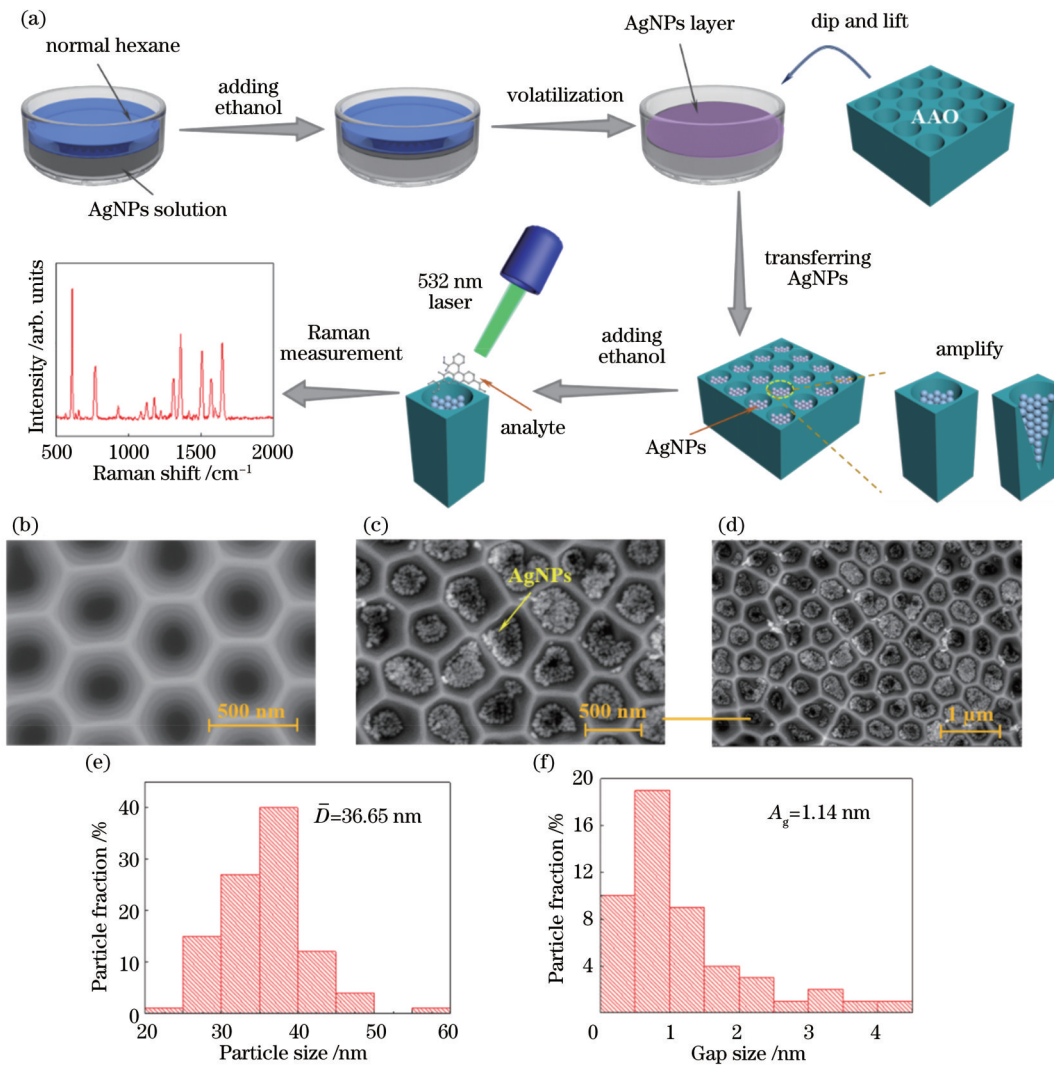 (a)
normal hexane
adding
ethanol
volatilization
AgNPs layer
dip and lift
AAO
AgNPs solution
transferring
AgNPs
532 nm
laser
Raman
measurement
adding
ethanol
amplify
analyte
AgNPs
Intensity /arb. units
500 1000 1500 2000
Raman shift /cm⁻¹
(b)
500 nm
(c)
AgNPs
500 nm
(d)
1 μm
(e)
D̄=36.65 nm
Particle fraction /%
40
30
20
10
0
20 30 40 50 60
Particle size /nm
(f)
Ag=1.14 nm
Particle fraction /%
20
16
12
8
4
0 1 2 3 4
Gap size /nm